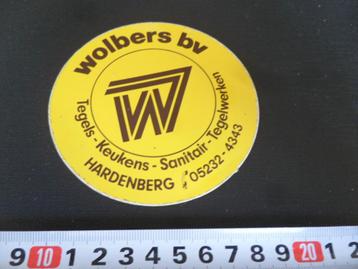 wolbers bv
W
Tegels - Keukens - Sanitair - Tegelwerken
HARDENBERG 05232-4343
9 10 1 2 3 4 5 6 7 8 9 20 1 2